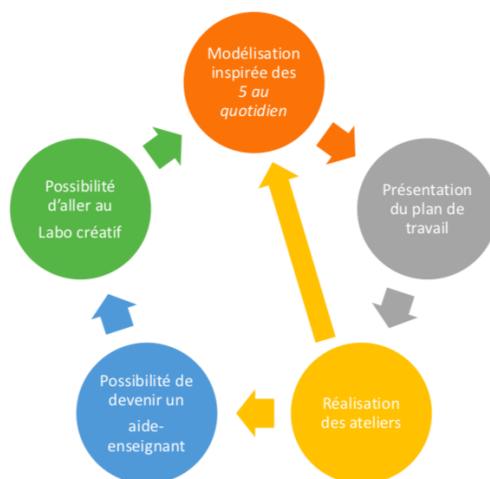 Modélisation
inspirée des
5 au
quotidien
Présentation
du plan de
travail
Réalisation
des ateliers
Possibilité de
devenir un
aide-
enseignant
Possibilité
d'aller au
Labo créatif